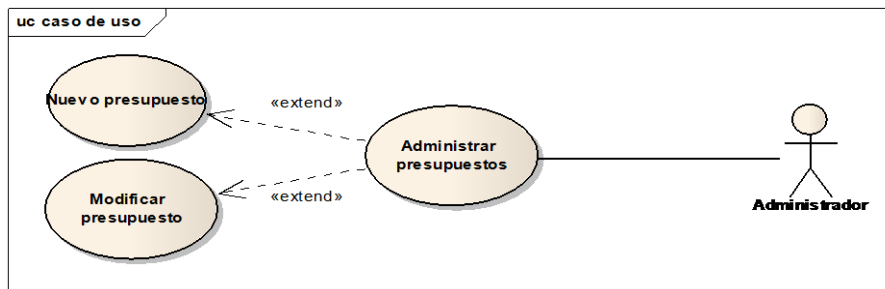 uc caso de uso
Nuevo presupuesto
«extend»
Administrar
presupuestos
Modificar
presupuesto
«extend»
Administrador